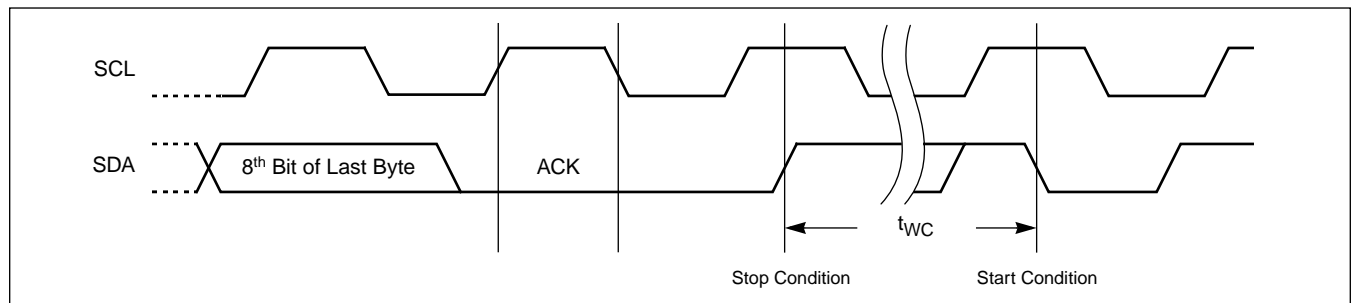 SCL
SDA
8th Bit of Last Byte
ACK
tWC
Stop Condition
Start Condition